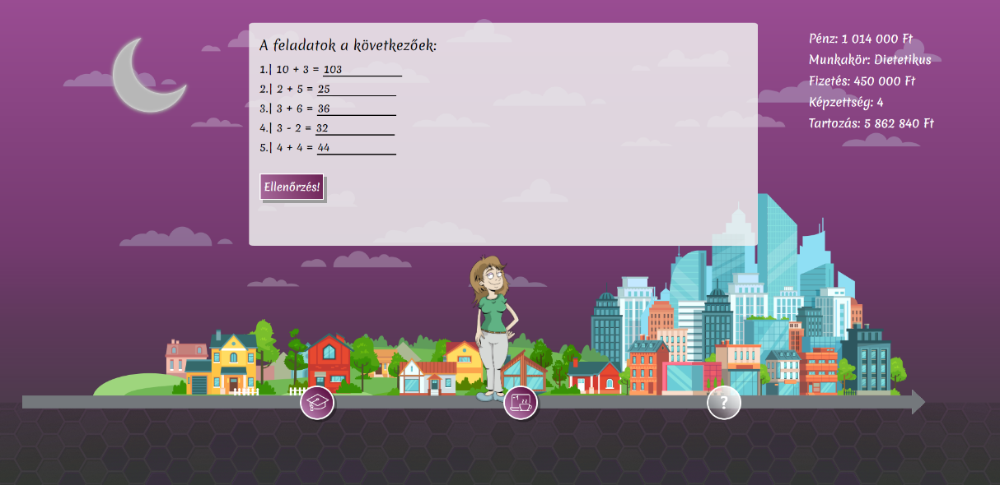 A feladatok a következőek:
1.| 10 + 3 = 103
2.| 2 + 5 = 25
3.| 3 + 6 = 36
4.| 3 - 2 = 32
5.| 4 + 4 = 44
Ellenőrzés!
Pénz: 1 014 000 Ft
Munkakör: Dietetikus
Fizetés: 450 000 Ft
Képzettség: 4
Tartozás: 5 862 840 Ft
?